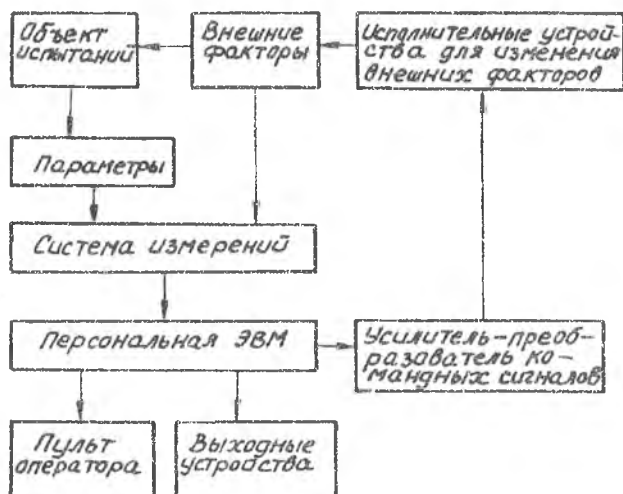 Объект
испытаний
Внешние
факторы
Исполнительные устрой-
ства для изменения
внешних факторов
Параметры
Система измерений
Персональная ЭВМ
Усилитель-преоб-
разаватель ко-
мандных сигналов
Пульт
оператора
Выходные
устройства